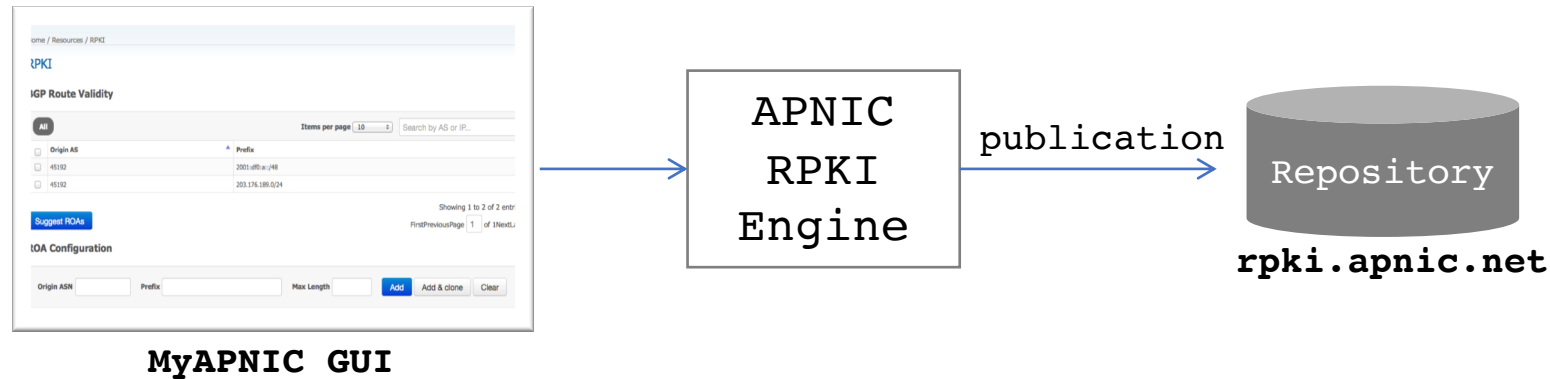 ome / Resources / RPKI
RPKI
BGP Route Validity
All
Items per page 10
Search by AS or IP...
Origin AS
Prefix
45192
2001:df0:a::/48
45192
203.176.189.0/24
Showing 1 to 2 of 2 entr
Suggest ROAs
FirstPreviousPage 1 of 1NextLa
ROA Configuration
Origin ASN
Prefix
Max Length
Add
Add & clone
Clear
MyAPNIC GUI
APNIC
RPKI
Engine
publication
Repository
rpki.apnic.net